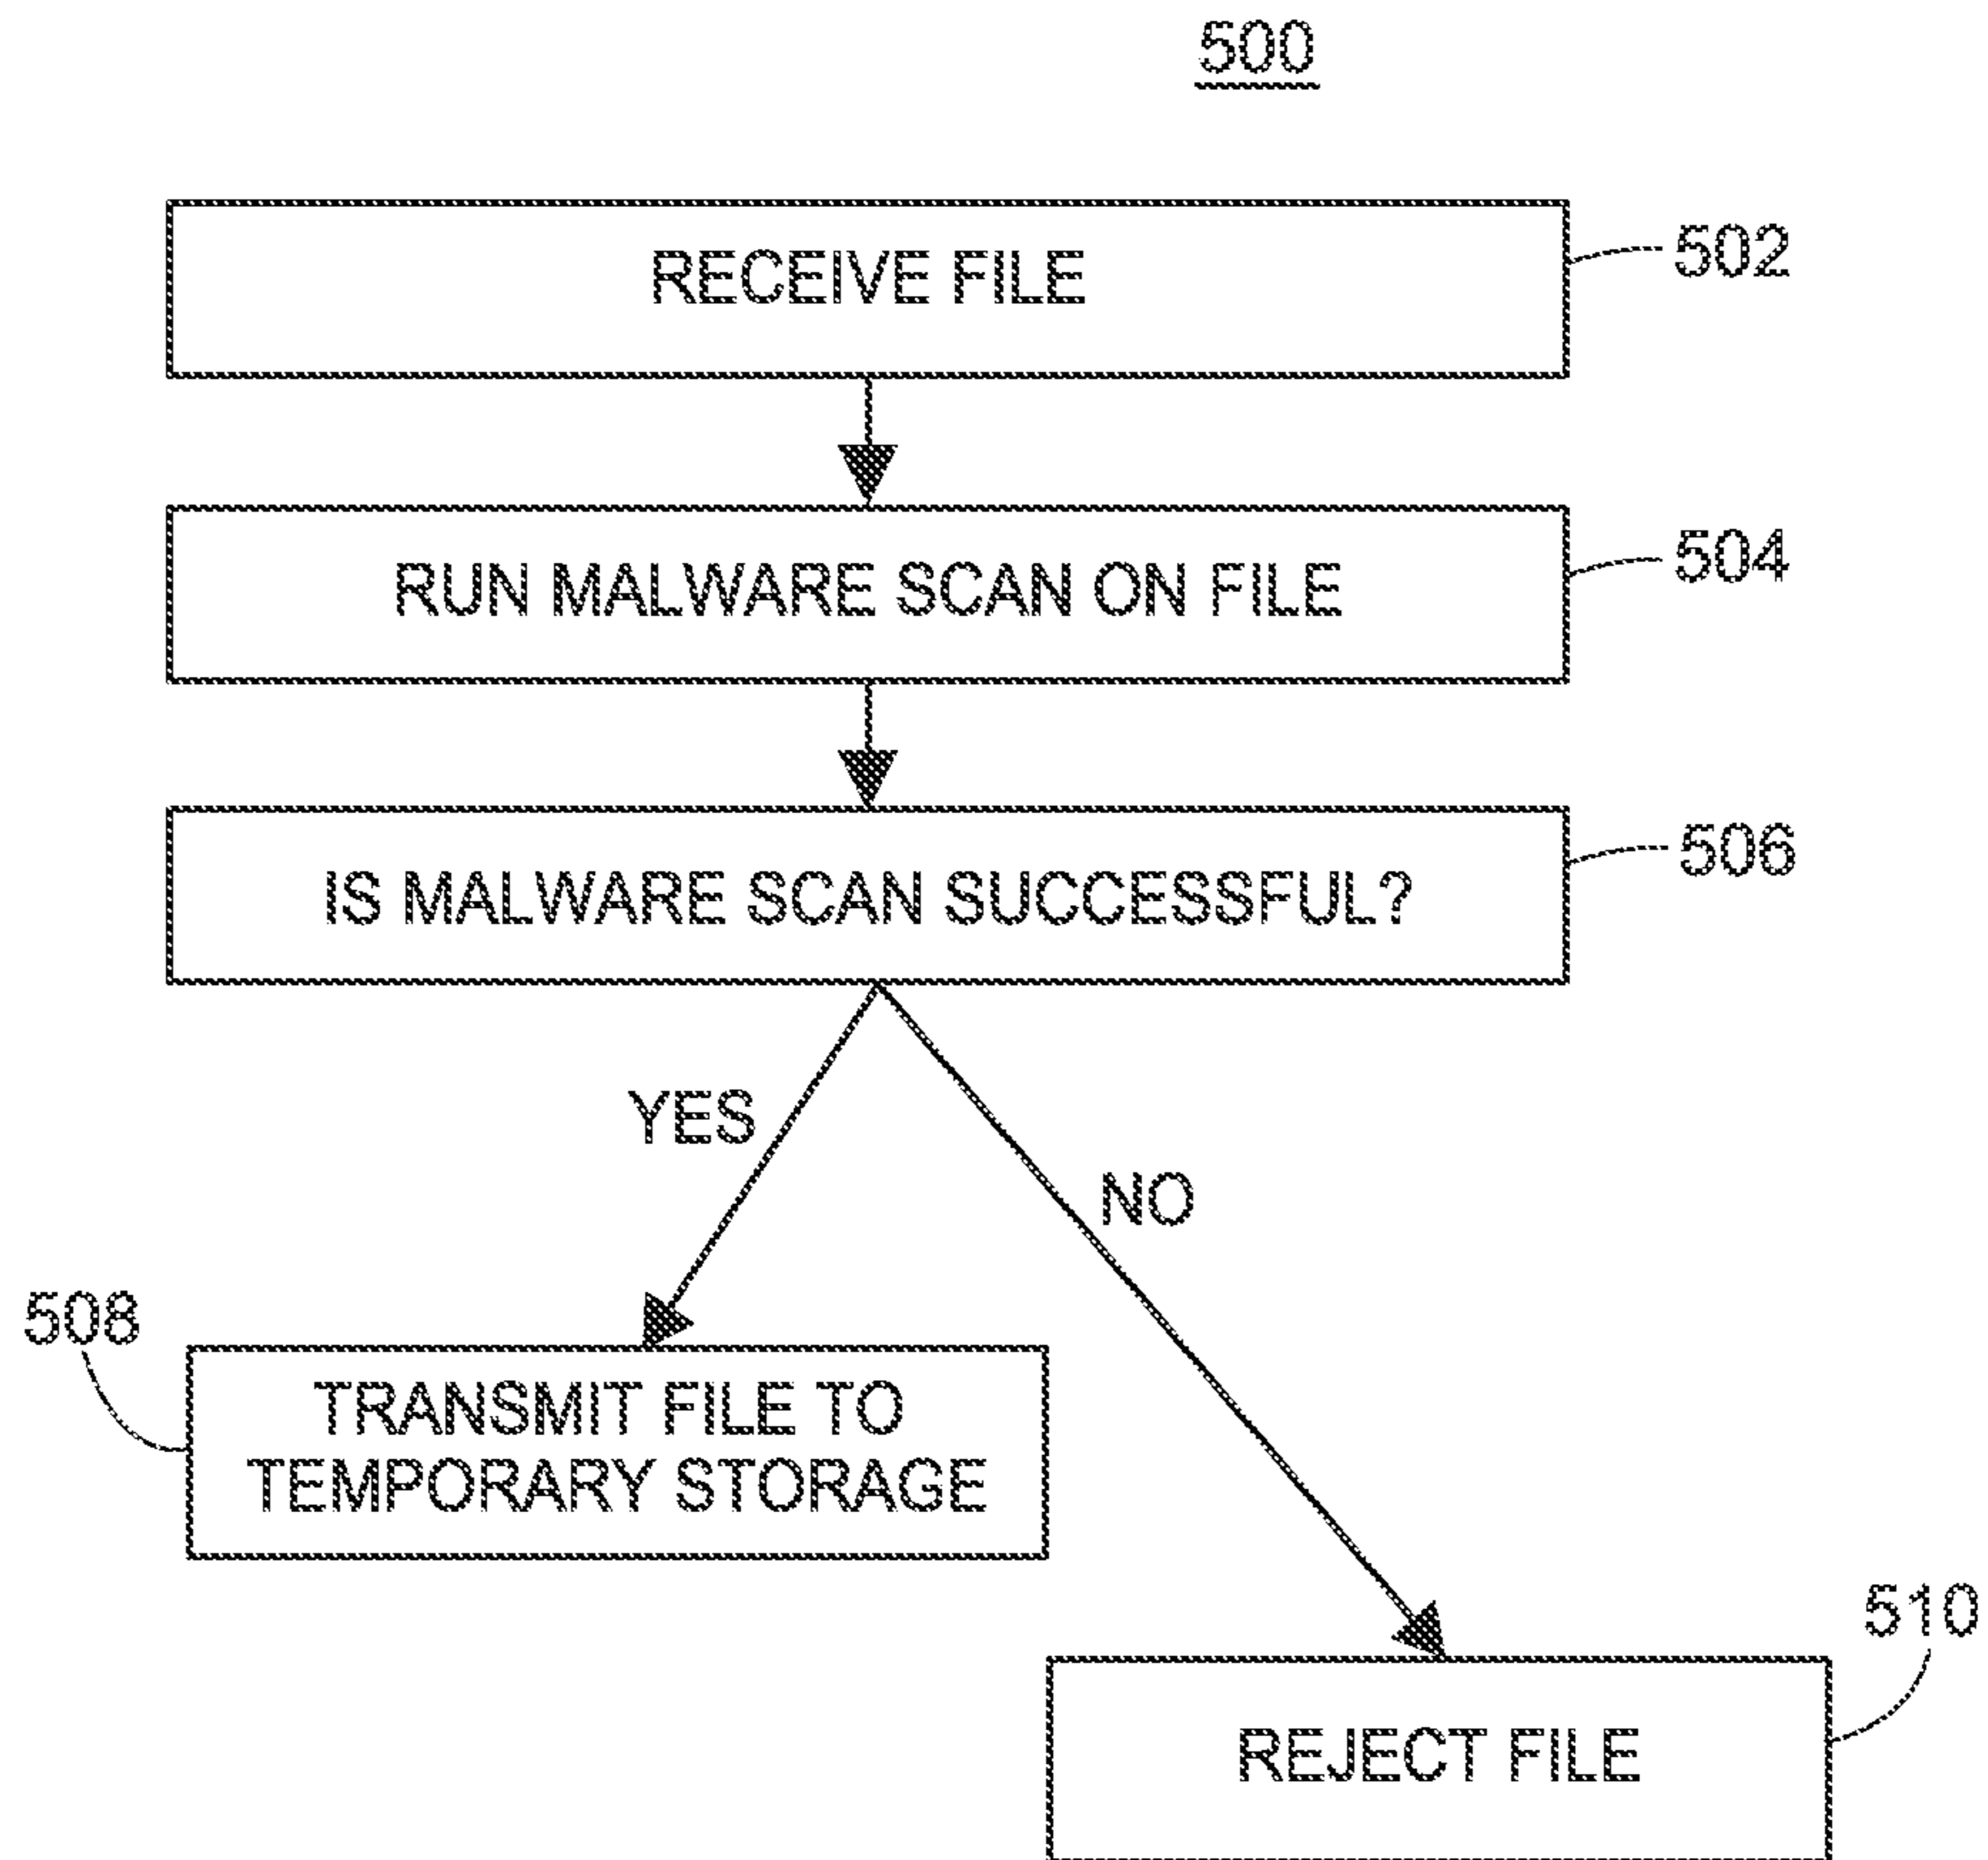 500
RECEIVE FILE
502
RUN MALWARE SCAN ON FILE
504
IS MALWARE SCAN SUCCESSFUL?
506
YES
NO
508
TRANSMIT FILE TO
TEMPORARY STORAGE
510
REJECT FILE